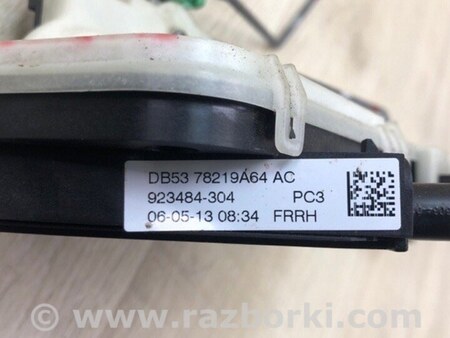 DB53 78219A64 AC
923484-304 PC3
06-05-13 08:34 FRRH
© www.razborki.com